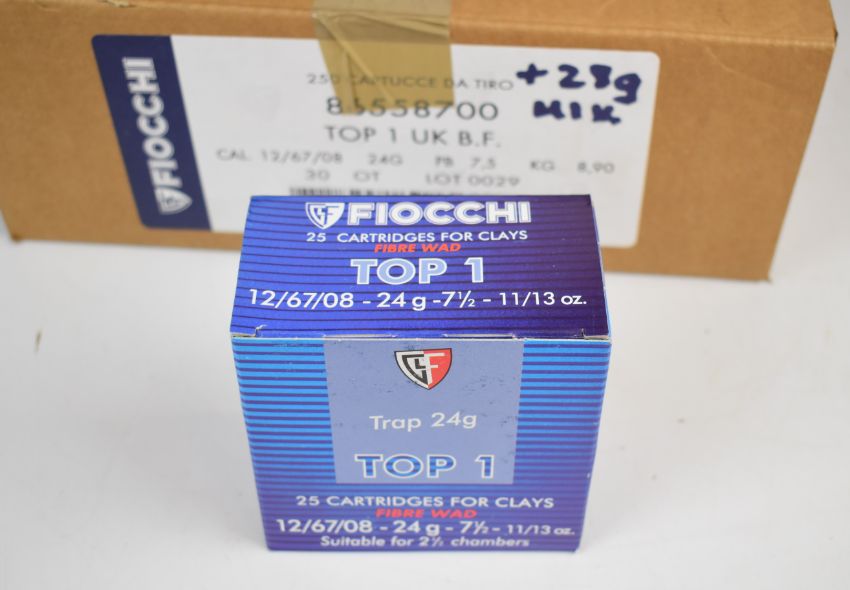 FIOCCHI
250 CARTUCCE DA TIRO
+ 28g
MIX
TOP 1 UK B.F.
CAL. 12/67/08 24G PB 7,5 KG 8,90
30 OT LOT 0029
FIOCCHI
25 CARTRIDGES FOR CLAYS
FIBRE WAD
TOP 1
12/67/08 - 24 g -7½ - 11/13 oz.
Trap 24g
TOP 1
25 CARTRIDGES FOR CLAYS
FIBRE WAD
12/67/08 - 24 g - 7½ - 11/13 oz.
Suitable for 2½ chambers